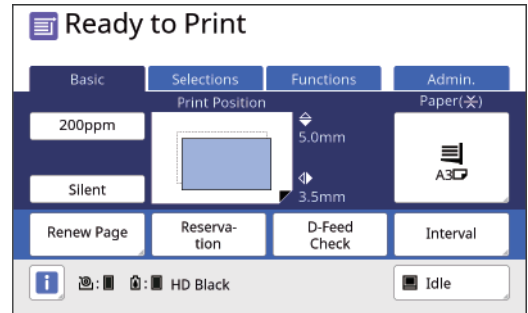 Ready to Print
Basic Selections Functions Admin.
Print Position Paper(✳)
200ppm
5.0mm
A3
Silent
3.5mm
Renew Page Reserva-
tion D-Feed
Check Interval
i : : HD Black Idle